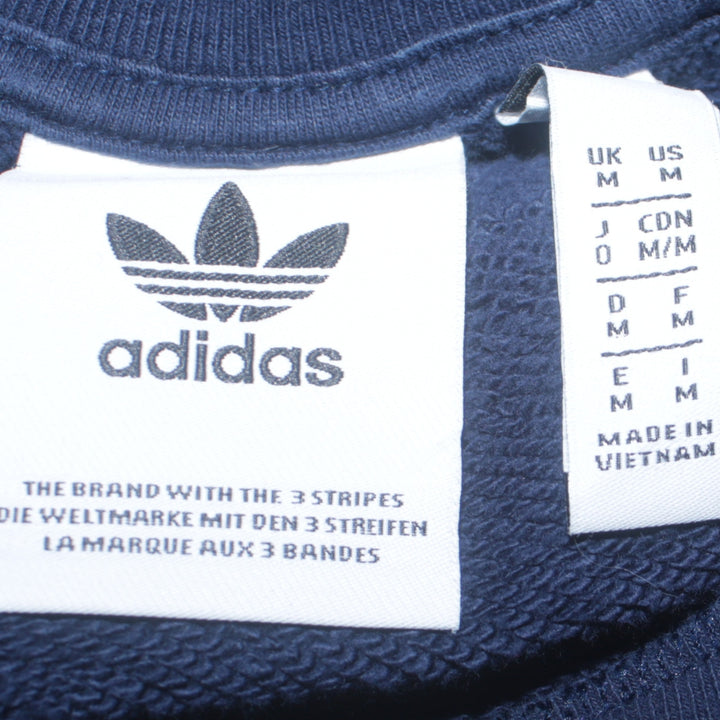 adidas
THE BRAND WITH THE 3 STRIPES
DIE WELTMARKE MIT DEN 3 STREIFEN
LA MARQUE AUX 3 BANDES
UK US
M M
J CDN
O M/M
D F
M M
E I
M M
MADE IN
VIETNAM